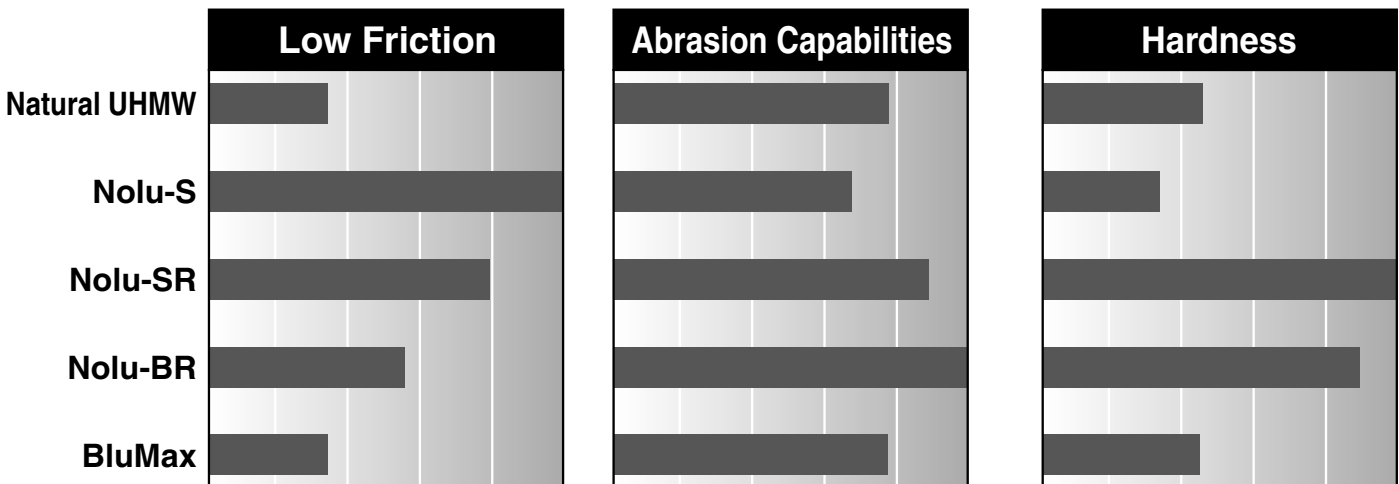 Low Friction
Abrasion Capabilities
Hardness
Natural UHMW
Nolu-S
Nolu-SR
Nolu-BR
BluMax